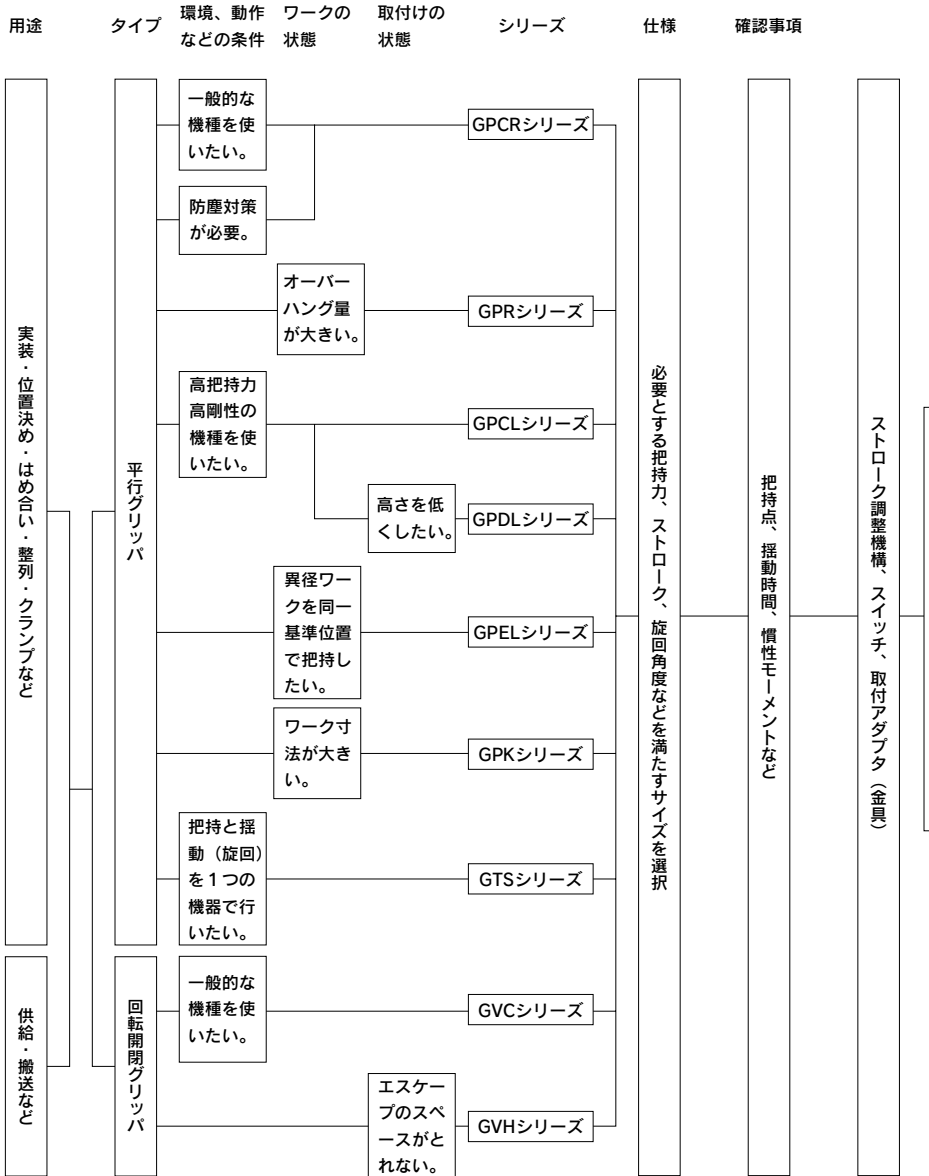 用途
タイプ
環境、動作
などの条件
ワークの
状態
取付けの
状態
シリーズ
仕様
確認事項
実装・位置決め・はめ合い・整列・クランプなど
供給・搬送など
平行グリッパ
回転開閉グリッパ
一般的な
機種を使
いたい。
GPCRシリーズ
防塵対策
が必要。
オーバー
ハング量
が大きい。
GPRシリーズ
高把持力
高剛性の
機種を使
いたい。
GPCLシリーズ
高さを低
くしたい。
GPDLシリーズ
異径ワー
クを同一
基準位置
で把持し
たい。
GPELシリーズ
ワーク寸
法が大き
い。
GPKシリーズ
把持と揺
動（旋回）
を１つの
機器で行
いたい。
GTSシリーズ
一般的な
機種を使
いたい。
GVCシリーズ
エスケー
プのスペ
ースがと
れない。
GVHシリーズ
必要とする把持力、ストローク、旋回角度などを満たすサイズを選択
把持点、揺動時間、慣性モーメントなど
ストローク調整機構、スイッチ、取付アダプタ（金具）